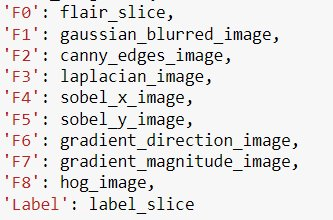 'F0': flair_slice,
'F1': gaussian_blurred_image,
'F2': canny_edges_image,
'F3': laplacian_image,
'F4': sobel_x_image,
'F5': sobel_y_image,
'F6': gradient_direction_image,
'F7': gradient_magnitude_image,
'F8': hog_image,
'Label': label_slice